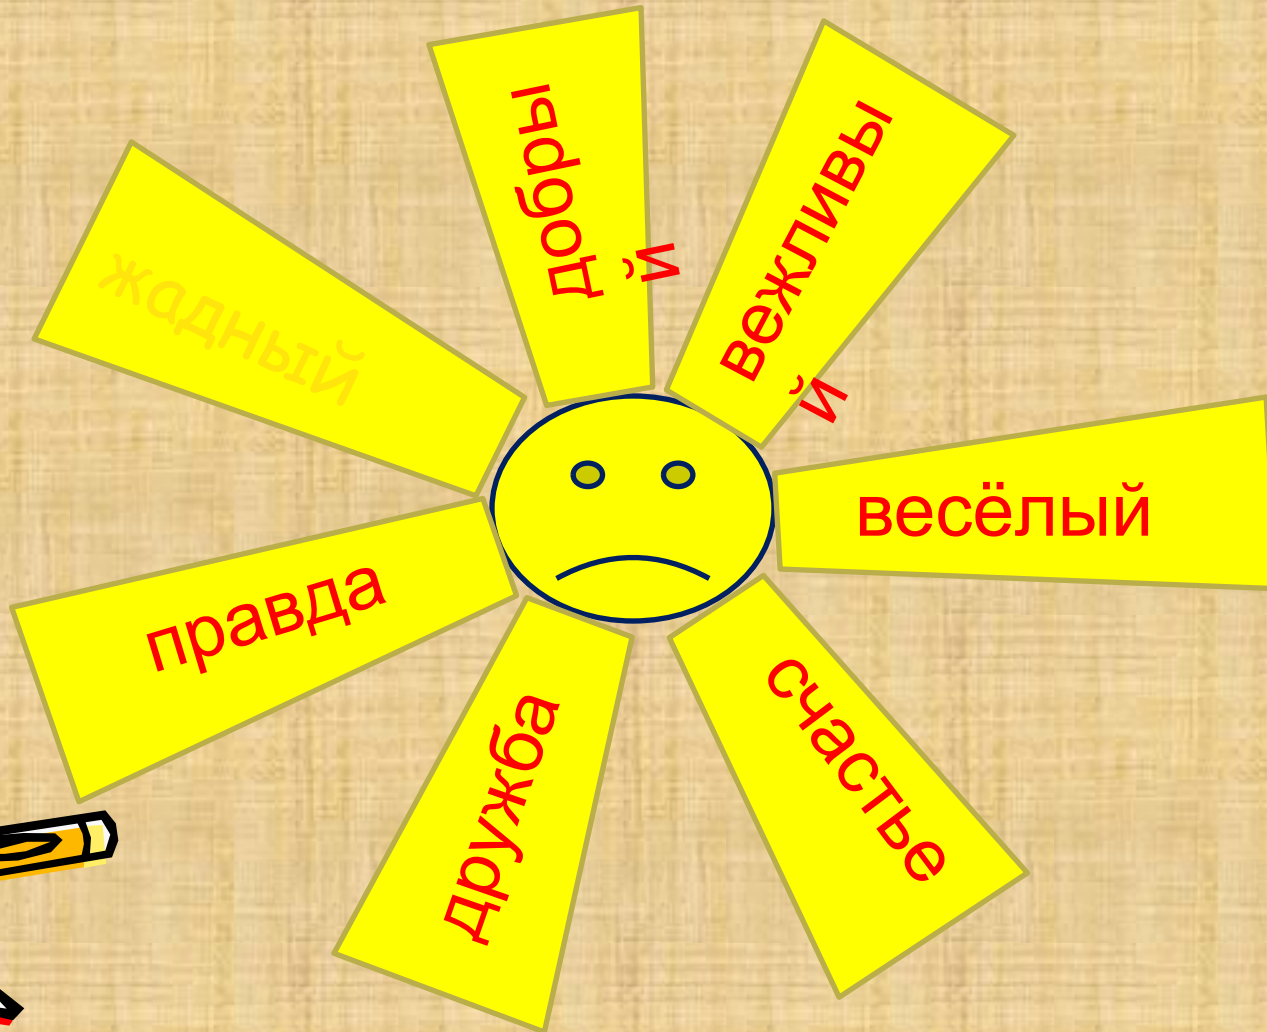 добры
й
вежливы
й
весёлый
счастье
дружба
правда
жадный